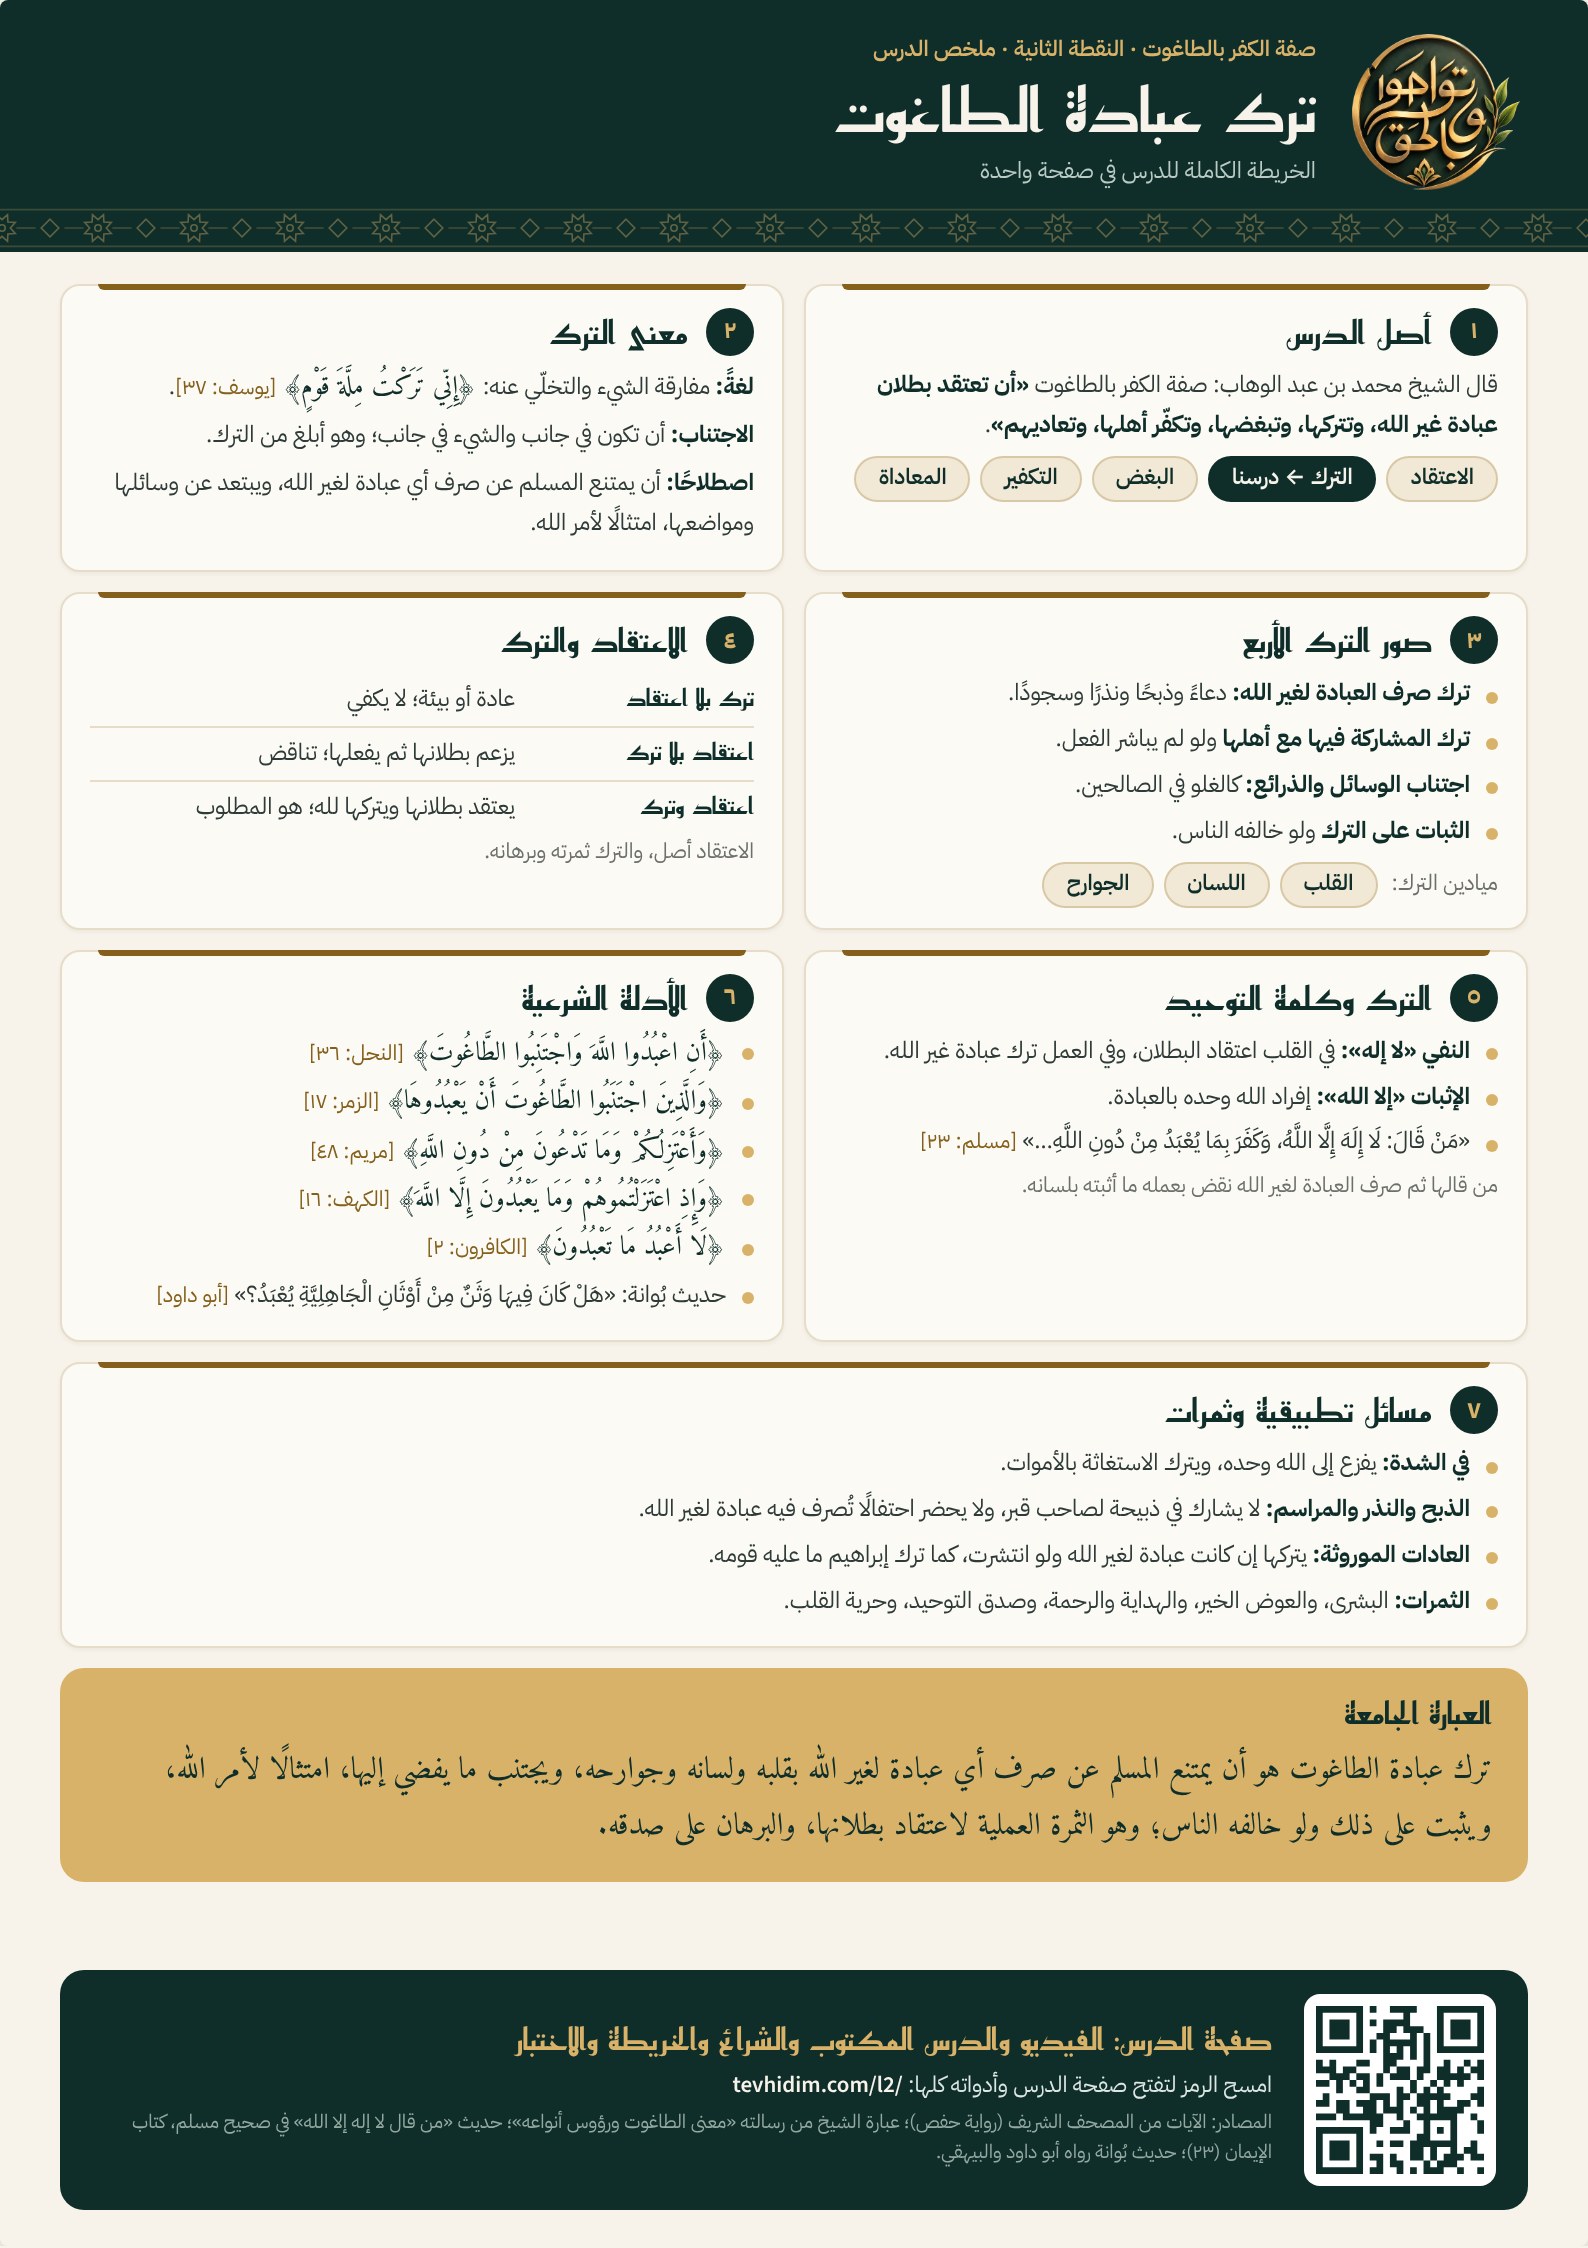 وتواصوا بالحق
صفة الكفر بالطاغوت · النقطة الثانية · ملخص الدرس
ترك عبادة الطاغوت
الخريطة الكاملة للدرس في صفحة واحدة
١ أصل الدرس
قال الشيخ محمد بن عبد الوهاب: صفة الكفر بالطاغوت «أن تعتقد بطلان
عبادة غير الله، وتتركها، وتبغضها، وتكفّر أهلها، وتعاديهم».
الاعتقاد الترك ← درسنا البغض التكفير المعاداة
٢ معنى الترك
لغةً: مفارقة الشيء والتخلّي عنه: ﴿إِنِّي تَرَكْتُ مِلَّةَ قَوْمٍ﴾ [يوسف: ٣٧].
الاجتناب: أن تكون في جانب والشيء في جانب؛ وهو أبلغ من الترك.
اصطلاحًا: أن يمتنع المسلم عن صرف أي عبادة لغير الله، ويبتعد عن وسائلها
ومواضعها، امتثالًا لأمر الله.
٣ صور الترك الأربع
ترك صرف العبادة لغير الله: دعاءً وذبحًا ونذرًا وسجودًا.
ترك المشاركة فيها مع أهلها ولو لم يباشر الفعل.
اجتناب الوسائل والذرائع: كالغلو في الصالحين.
الثبات على الترك ولو خالفه الناس.
ميادين الترك: القلب اللسان الجوارح
٤ الاعتقاد والترك
ترك بلا اعتقاد عادة أو بيئة؛ لا يكفي
اعتقاد بلا ترك يزعم بطلانها ثم يفعلها؛ تناقض
اعتقاد وترك يعتقد بطلانها ويتركها لله؛ هو المطلوب
الاعتقاد أصل، والترك ثمرته وبرهانه.
٥ الترك وكلمة التوحيد
النفي «لا إله»: في القلب اعتقاد البطلان، وفي العمل ترك عبادة غير الله.
الإثبات «إلا الله»: إفراد الله وحده بالعبادة.
«مَنْ قَالَ: لَا إِلَهَ إِلَّا اللَّهُ، وَكَفَرَ بِمَا يُعْبَدُ مِنْ دُونِ اللَّهِ...» [مسلم: ٢٣]
من قالها ثم صرف العبادة لغير الله نقض بعمله ما أثبته بلسانه.
٦ الأدلة الشرعية
﴿أَنِ اعْبُدُوا اللَّهَ وَاجْتَنِبُوا الطَّاغُوتَ﴾ [النحل: ٣٦]
﴿وَالَّذِينَ اجْتَنَبُوا الطَّاغُوتَ أَنْ يَعْبُدُوهَا﴾ [الزمر: ١٧]
﴿وَأَعْتَزِلُكُمْ وَمَا تَدْعُونَ مِنْ دُونِ اللَّهِ﴾ [مريم: ٤٨]
﴿وَإِذِ اعْتَزَلْتُمُوهُمْ وَمَا يَعْبُدُونَ إِلَّا اللَّهَ﴾ [الكهف: ١٦]
﴿لَا أَعْبُدُ مَا تَعْبُدُونَ﴾ [الكافرون: ٢]
حديث بُوانة: «هَلْ كَانَ فِيهَا وَثَنٌ مِنْ أَوْثَانِ الْجَاهِلِيَّةِ يُعْبَدُ؟» [أبو داود]
٧ مسائل تطبيقية وثمرات
في الشدة: يفزع إلى الله وحده، ويترك الاستغاثة بالأموات.
الذبح والنذر والمراسم: لا يشارك في ذبيحة لصاحب قبر، ولا يحضر احتفالًا تُصرف فيه عبادة لغير الله.
العادات الموروثة: يتركها إن كانت عبادة لغير الله ولو انتشرت، كما ترك إبراهيم ما عليه قومه.
الثمرات: البشرى، والعوض الخير، والهداية والرحمة، وصدق التوحيد، وحرية القلب.
العبارة الجامعة
ترك عبادة الطاغوت هو أن يمتنع المسلم عن صرف أي عبادة لغير الله بقلبه ولسانه وجوارحه، ويجتنب ما يفضي إليها، امتثالًا لأمر الله،
ويثبت على ذلك ولو خالفه الناس؛ وهو الثمرة العملية لاعتقاد بطلانها، والبرهان على صدقه.
صفحة الدرس: الفيديو والدرس المكتوب والشرائح والخريطة والاختبار
امسح الرمز لتفتح صفحة الدرس وأدواته كلها: tevhidim.com/l2/
المصادر: الآيات من المصحف الشريف (رواية حفص)؛ عبارة الشيخ من رسالته «معنى الطاغوت ورؤوس أنواعه»؛ حديث «من قال لا إله إلا الله» في صحيح مسلم، كتاب
الإيمان (٢٣)؛ حديث بُوانة رواه أبو داود والبيهقي.